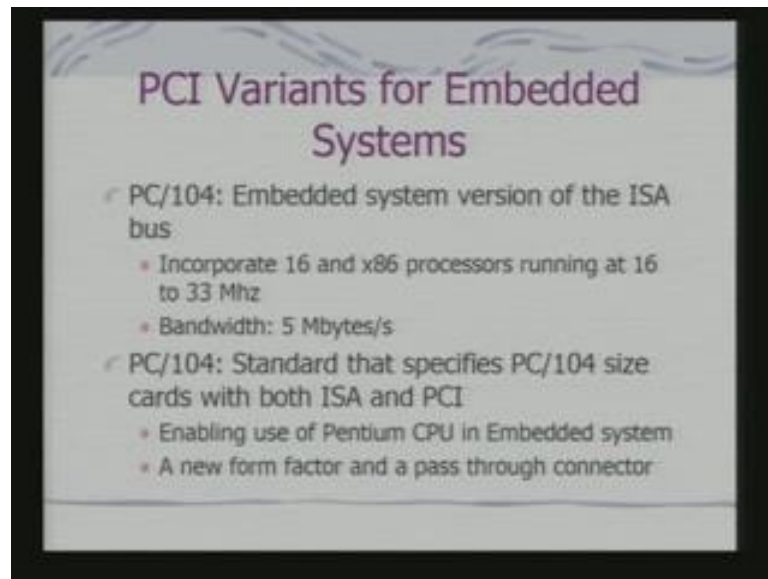 PCI Variants for Embedded
Systems
PC/104: Embedded system version of the ISA
bus
Incorporate 16 and x86 processors running at 16
to 33 Mhz
Bandwidth: 5 Mbytes/s
PC/104: Standard that specifies PC/104 size
cards with both ISA and PCI
Enabling use of Pentium CPU in Embedded system
A new form factor and a pass through connector